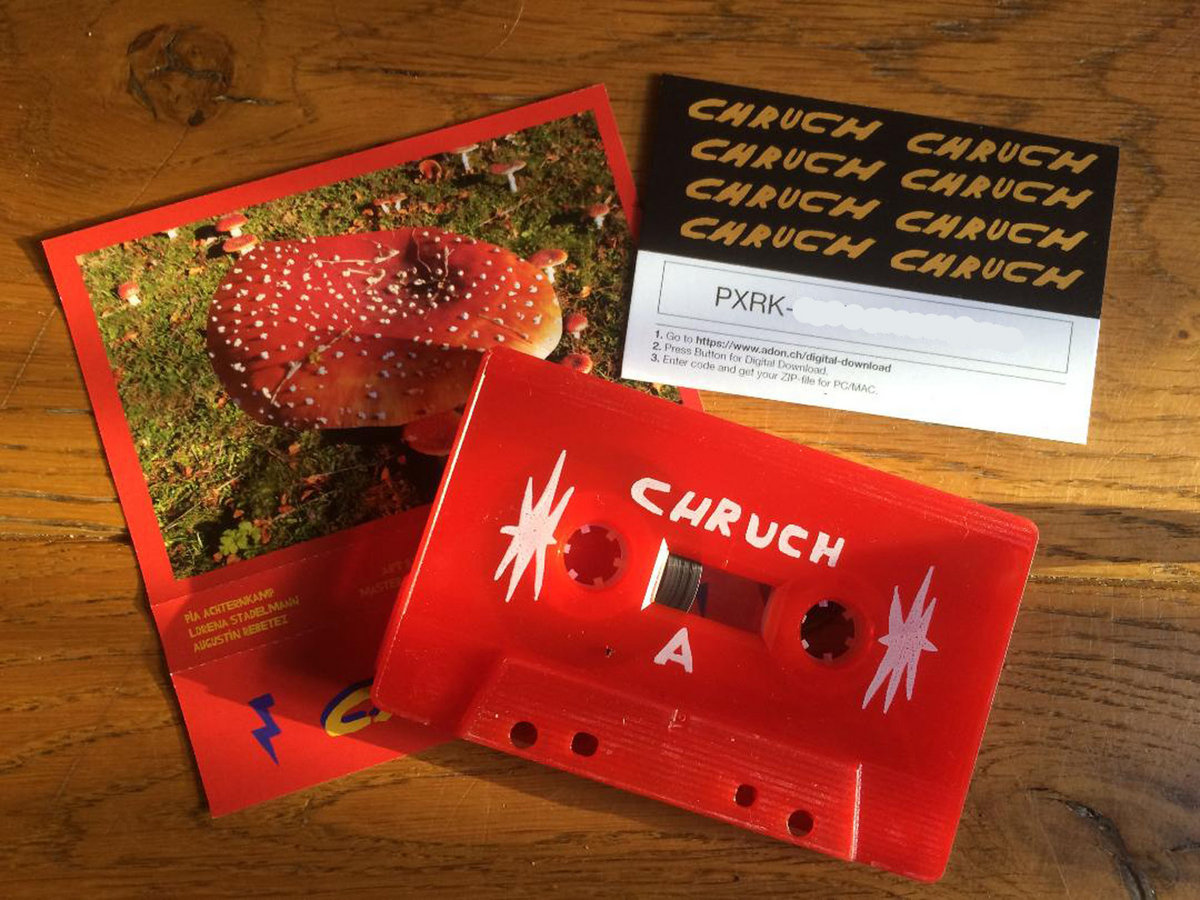 CHRUCH CHRUCH
CHRUCH CHRUCH
CHRUCH CHRUCH
CHRUCH CHRUCH
PXRK-
1. Go to https://www.adon.ch/digital-download
2. Press Button for Digital Download.
3. Enter code and get your ZIP-file for PC/MAC.
PIA ACHTERNKAMP
LORENA STADELMANN
AUGUSTIN REBETEZ
CHRUCH
A